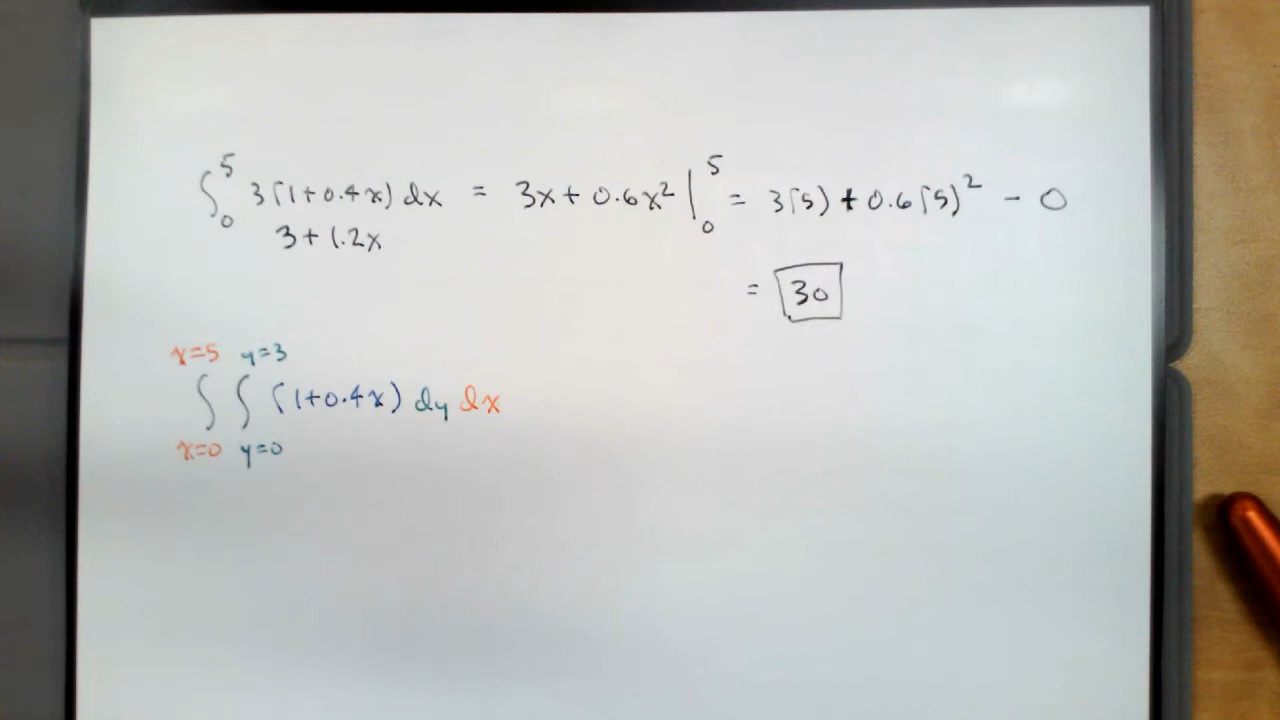 ∫₀⁵ 3(1+0.4x) dx = 3x + 0.6x² |₀⁵ = 3(5) + 0.6(5)² - 0
3 + 1.2x
= 30
x=5 y=3
∫ ∫ (1+0.4x) dy dx
x=0 y=0